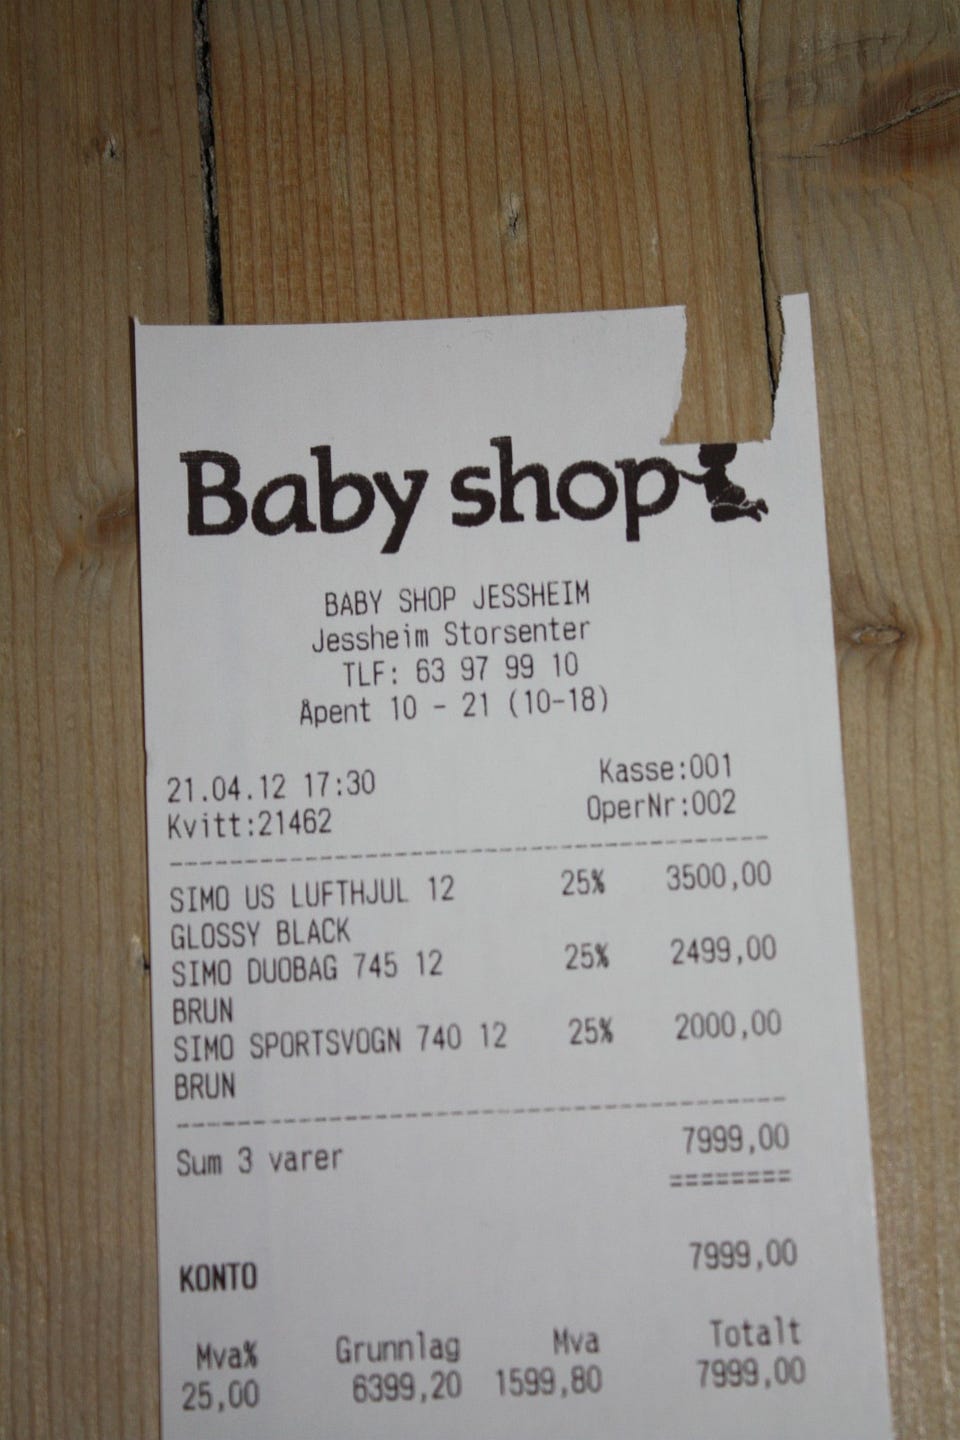 Baby shop
BABY SHOP JESSHEIM
Jessheim Storsenter
TLF: 63 97 99 10
Åpent 10 - 21 (10-18)
21.04.12 17:30 Kasse:001
Kvitt:21462 OperNr:002
SIMO US LUFTHJUL 12 25% 3500,00
GLOSSY BLACK
SIMO DUOBAG 745 12 25% 2499,00
BRUN
SIMO SPORTSVOGN 740 12 25% 2000,00
BRUN
Sum 3 varer 7999,00
========
KONTO 7999,00
Mva% Grunnlag Mva Totalt
25,00 6399,20 1599,80 7999,00